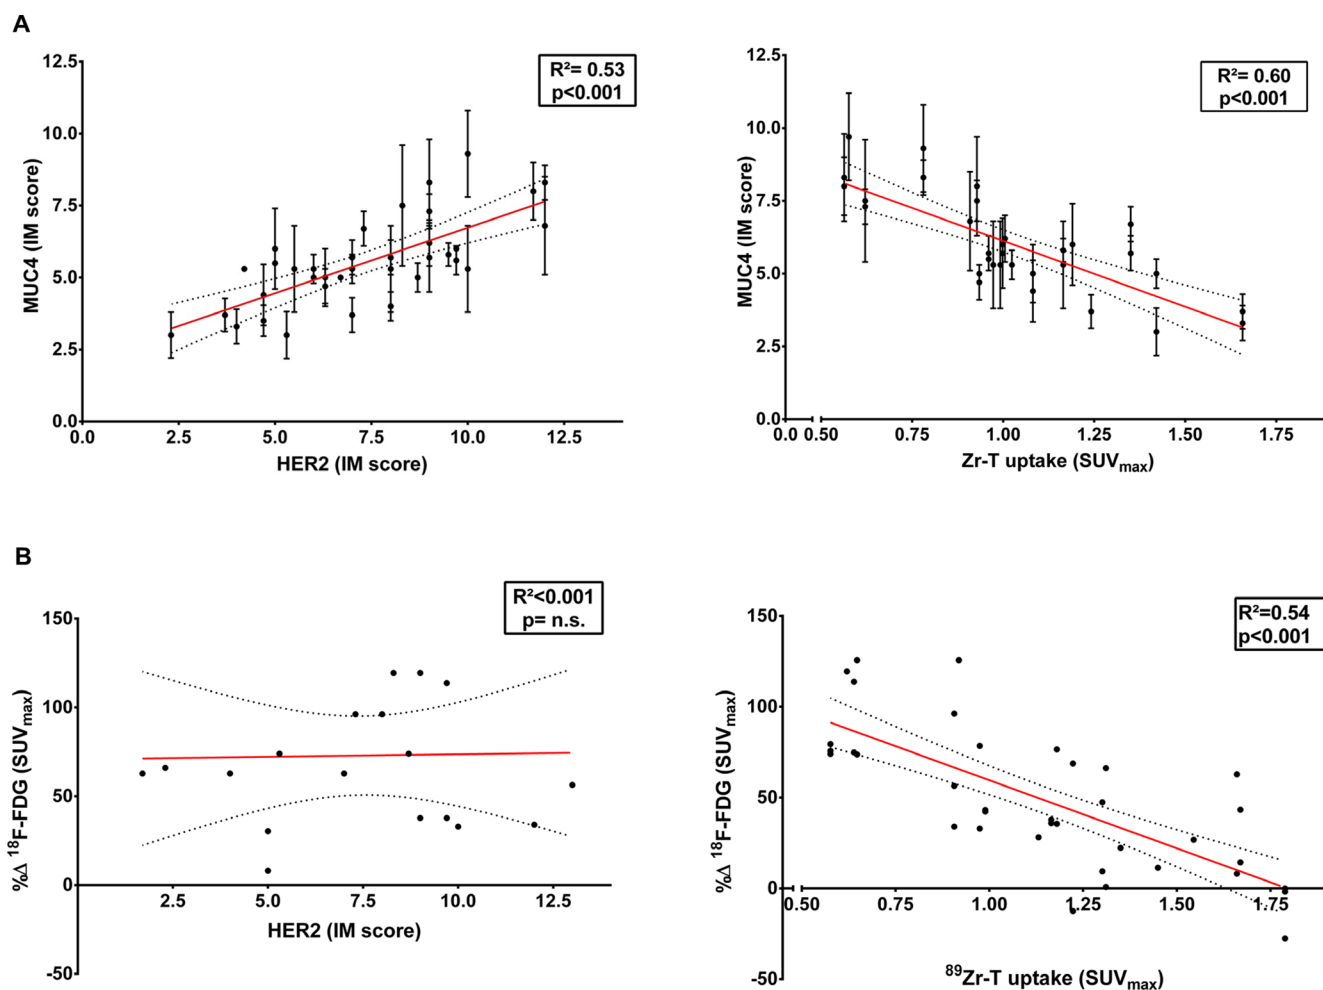 A
R²= 0.53
p<0.001
MUC4 (IM score)
12.5
10.0
7.5
5.0
2.5
0.0
0.0 2.5 5.0 7.5 10.0 12.5
HER2 (IM score)
R²= 0.60
p<0.001
MUC4 (IM score)
12.5
10.0
7.5
5.0
2.5
0.0
0.0 0.50 0.75 1.00 1.25 1.50 1.75
Zr-T uptake (SUVmax)
B
R²<0.001
p= n.s.
%Δ ¹⁸F-FDG (SUVmax)
150
100
50
0
-50
2.5 5.0 7.5 10.0 12.5
HER2 (IM score)
R²=0.54
p<0.001
%Δ ¹⁸F-FDG (SUVmax)
150
100
50
0
-50
0.50 0.75 1.00 1.25 1.50 1.75
⁸⁹Zr-T uptake (SUVmax)